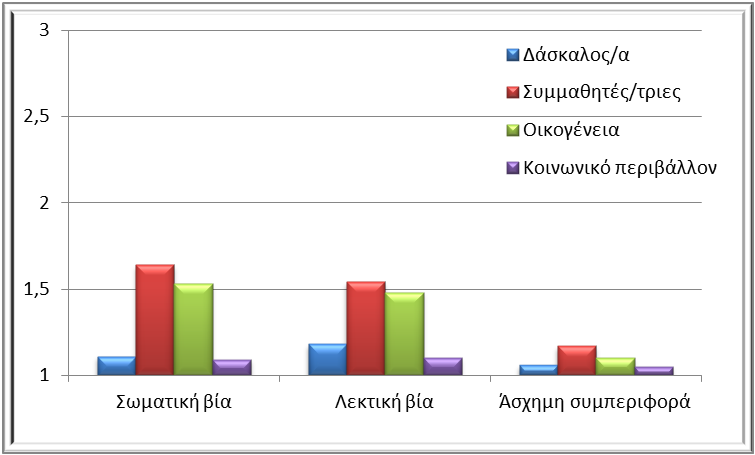 3
2,5
2
1,5
1
Δάσκαλος/α
Συμμαθητές/τριες
Οικογένεια
Κοινωνικό περιβάλλον
Σωματική βία
Λεκτική βία
Άσχημη συμπεριφορά